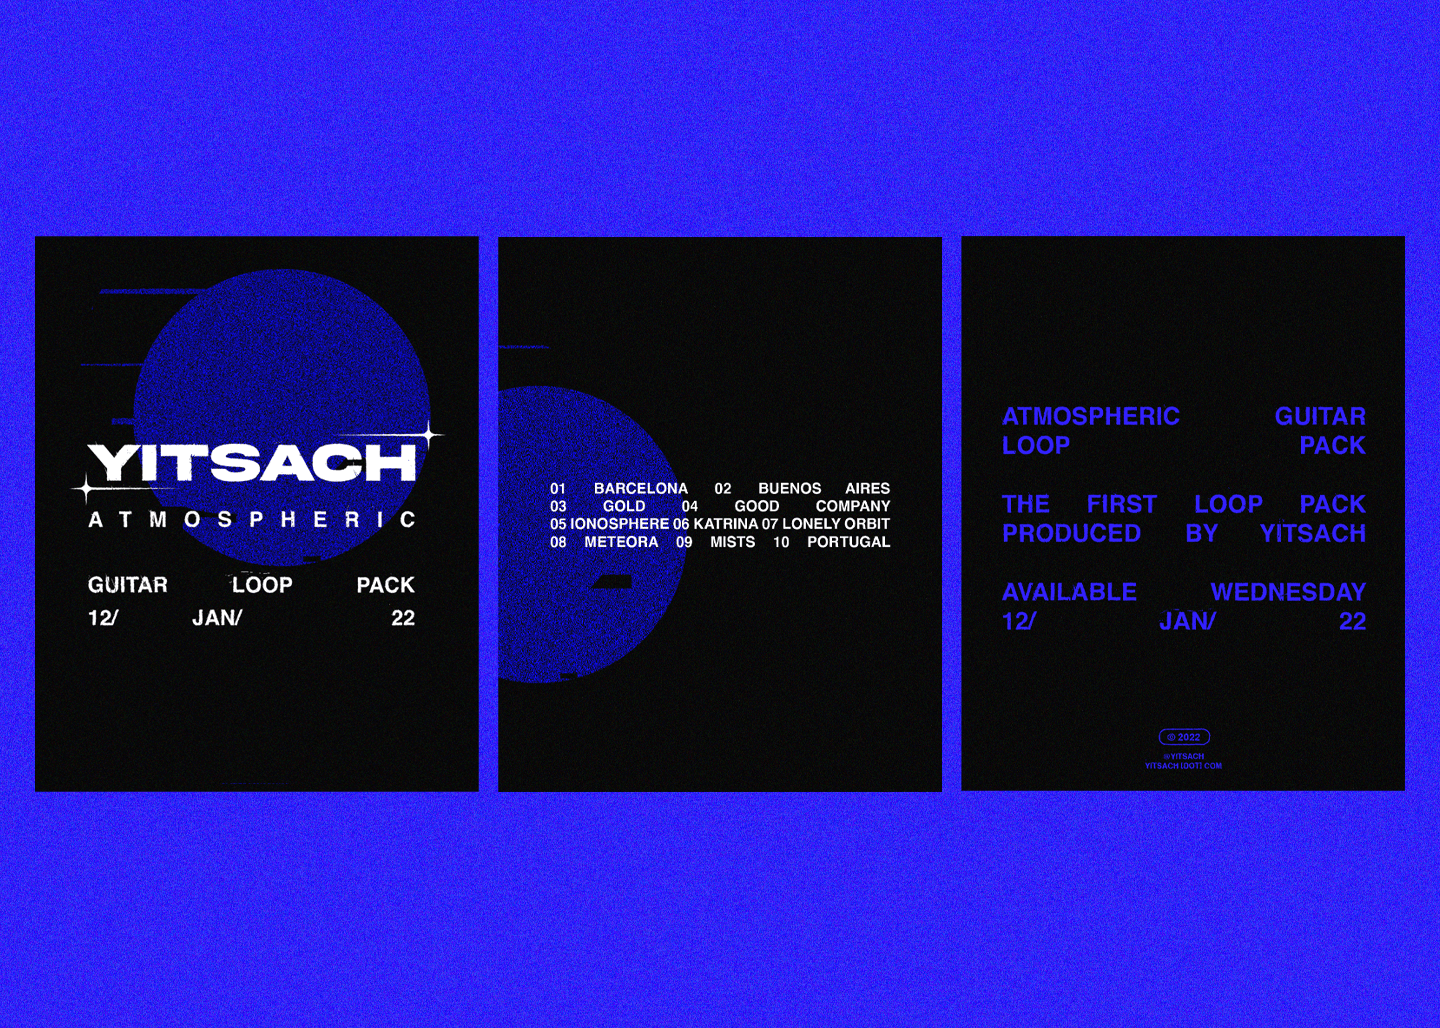 YITSACH
ATMOSPHERIC
GUITAR LOOP PACK
12/ JAN/ 22
01 BARCELONA 02 BUENOS AIRES
03 GOLD 04 GOOD COMPANY
05 IONOSPHERE 06 KATRINA 07 LONELY ORBIT
08 METEORA 09 MISTS 10 PORTUGAL
ATMOSPHERIC GUITAR
LOOP PACK
THE FIRST LOOP PACK
PRODUCED BY YITSACH
AVAILABLE WEDNESDAY
12/ JAN/ 22
© 2022
@YITSACH
YITSACH [DOT] COM